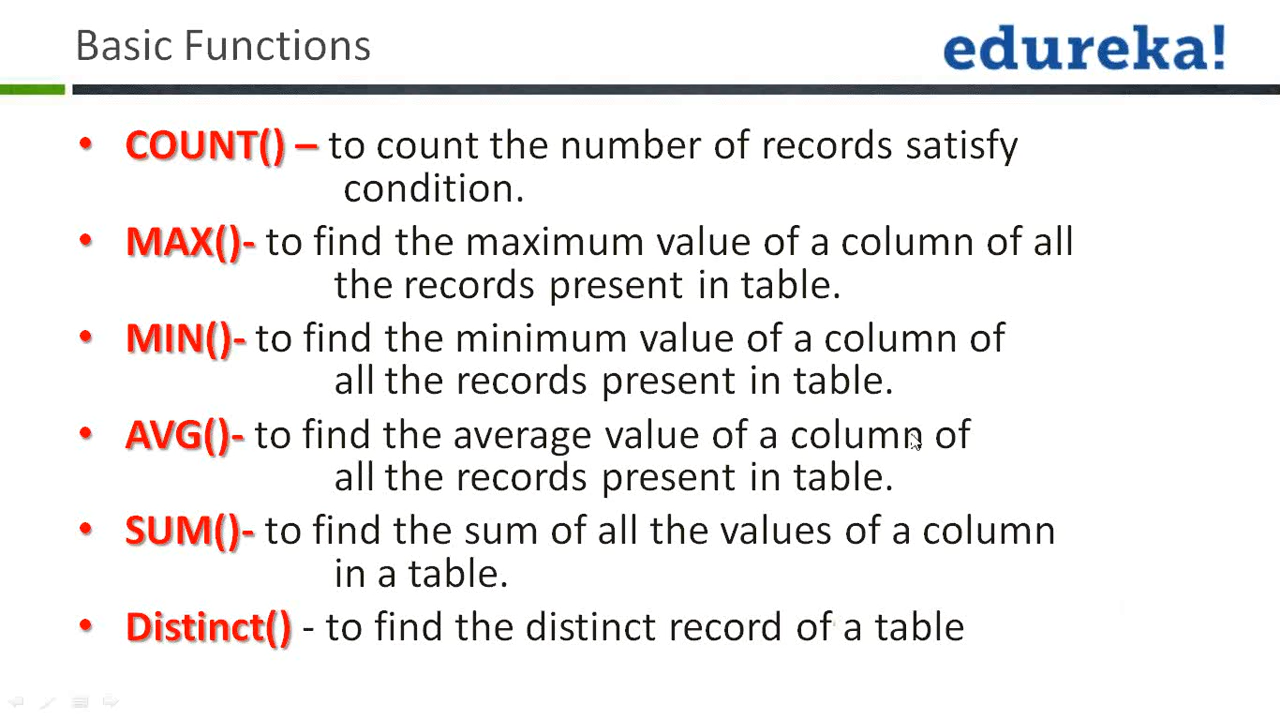 Basic Functions
edureka!
• COUNT() – to count the number of records satisfy
condition.
• MAX()- to find the maximum value of a column of all
the records present in table.
• MIN()- to find the minimum value of a column of
all the records present in table.
• AVG()- to find the average value of a column of
all the records present in table.
• SUM()- to find the sum of all the values of a column
in a table.
• Distinct() - to find the distinct record of a table